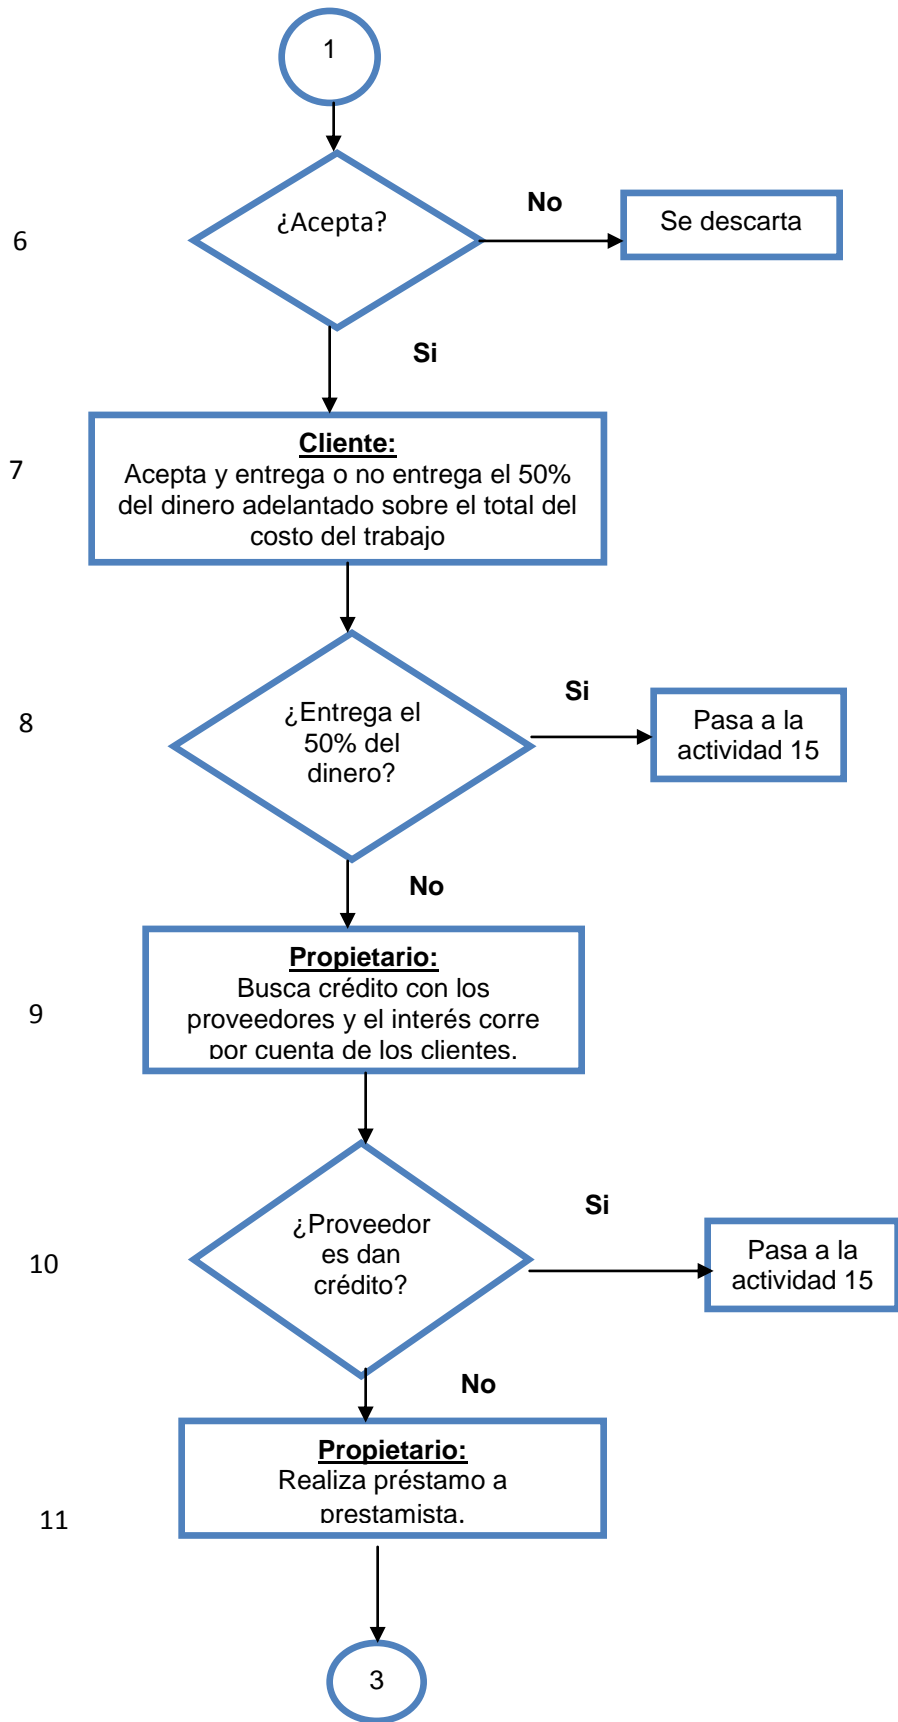 1
6
¿Acepta?
No
Se descarta
Si
7
Cliente:
Acepta y entrega o no entrega el 50%
del dinero adelantado sobre el total del
costo del trabajo
8
¿Entrega el
50% del
dinero?
Si
Pasa a la
actividad 15
No
9
Propietario:
Busca crédito con los
proveedores y el interés corre
por cuenta de los clientes.
10
¿Proveedor
es dan
crédito?
Si
Pasa a la
actividad 15
No
11
Propietario:
Realiza préstamo a
prestamista.
3